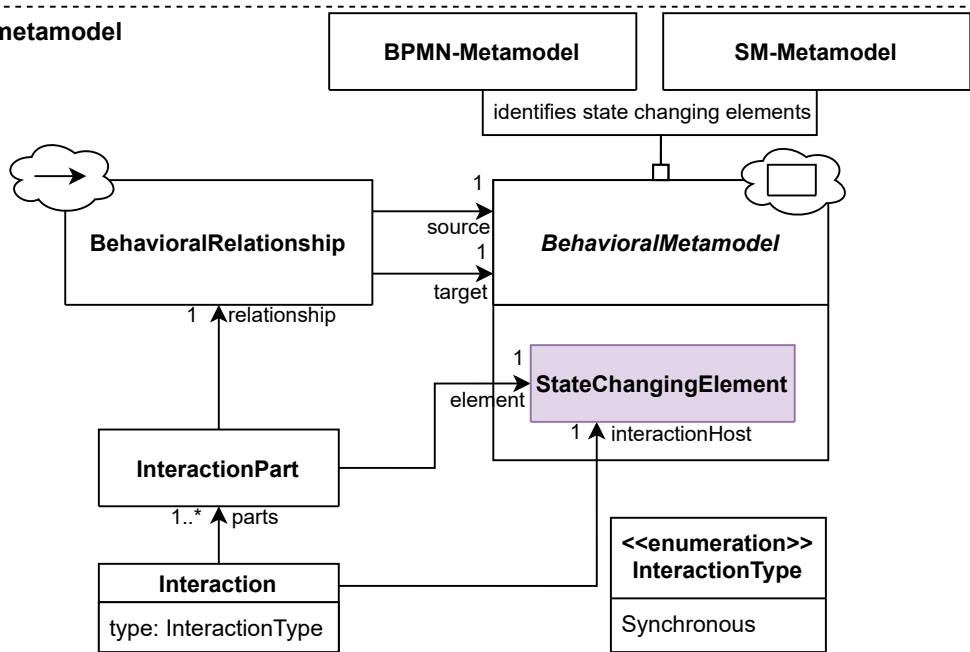 metamodel
BPMN-Metamodel
SM-Metamodel
identifies state changing elements
BehavioralRelationship
1
source
1
target
BehavioralMetamodel
1 relationship
1
element
StateChangingElement
1 interactionHost
InteractionPart
1..* parts
Interaction
type: InteractionType
<<enumeration>>
InteractionType
Synchronous